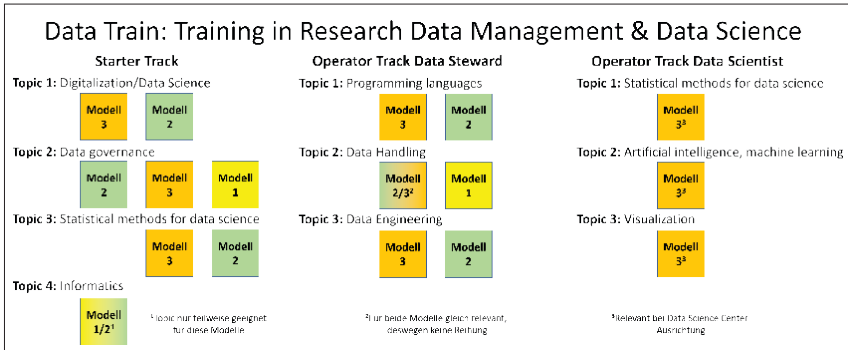 Data Train: Training in Research Data Management & Data Science
Starter Track
Topic 1: Digitalization/Data Science
Modell 3
Modell 2
Topic 2: Data governance
Modell 2
Modell 3
Modell 1
Topic 3: Statistical methods for data science
Modell 3
Modell 2
Topic 4: Informatics
Modell 1/2¹
¹Topic nur teilweise geeignet
für diese Modelle
Operator Track Data Steward
Topic 1: Programming languages
Modell 3
Modell 2
Topic 2: Data Handling
Modell 2/3²
Modell 1
Topic 3: Data Engineering
Modell 3
Modell 2
²Für beide Modelle gleich relevant,
deswegen keine Reihung
Operator Track Data Scientist
Topic 1: Statistical methods for data science
Modell 3³
Topic 2: Artificial intelligence, machine learning
Modell 3³
Topic 3: Visualization
Modell 3³
³Relevant bei Data Science Center
Ausrichtung